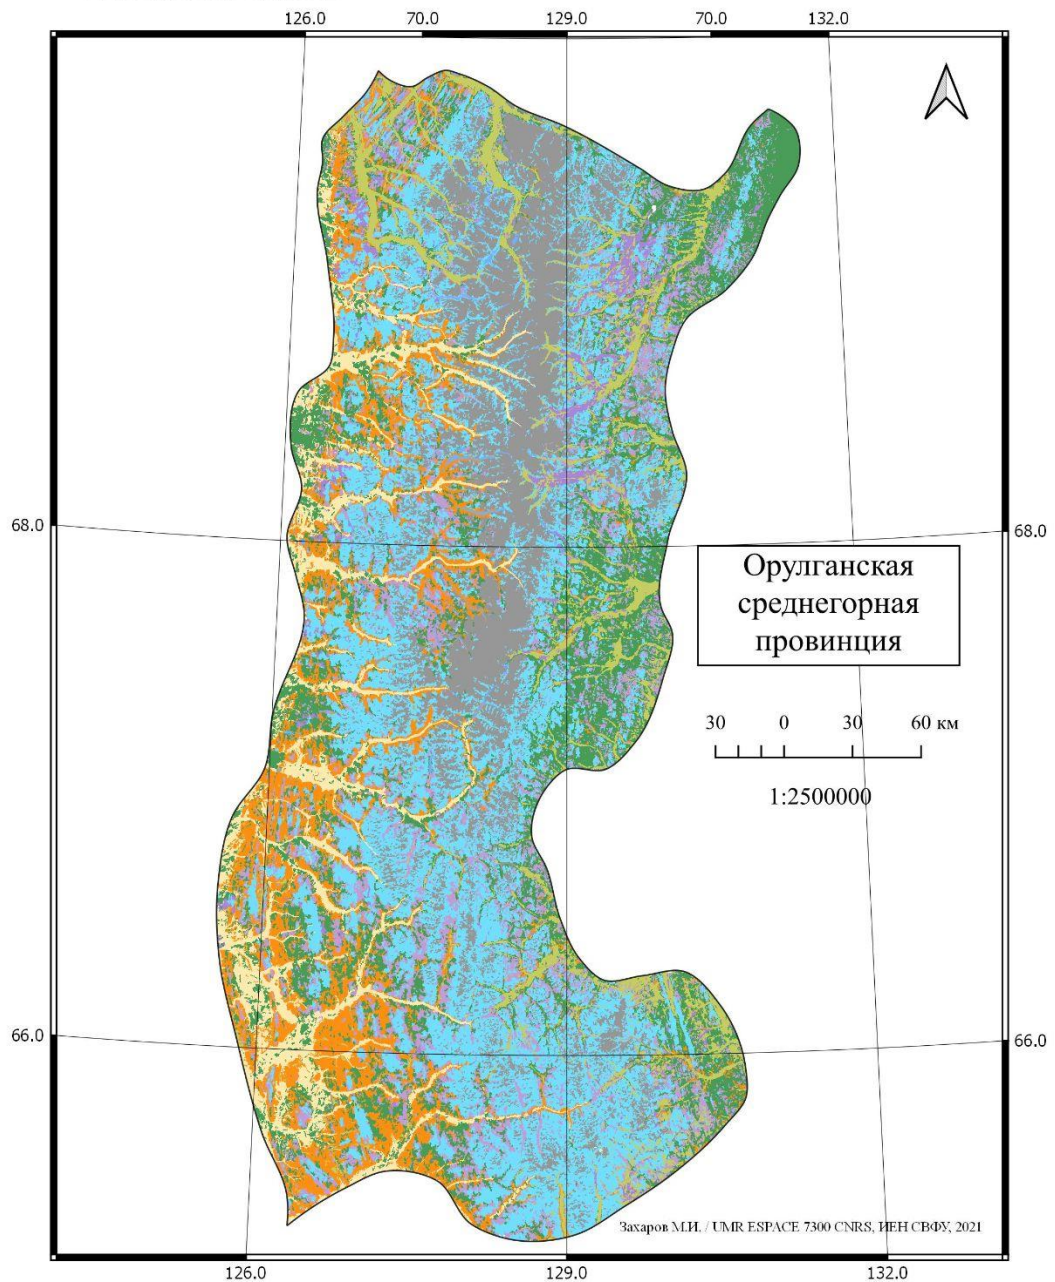 126.0 70.0 129.0 70.0 132.0
68.0 68.0
Орулганская
среднегорная
провинция
30 0 30 60 км
1:2500000
66.0 66.0
Захаров М.И. / UMR ESPACE 7300 CNRS, ИЕН СВФУ, 2021
126.0 129.0 132.0